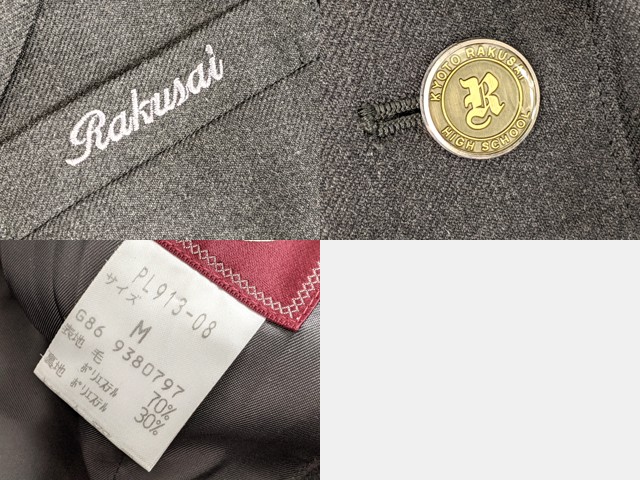 Rakusai
KYOTO RAKUSAI
R
HIGH SCHOOL
PL913-08
サイズ
M
G86 9380797
表地 毛 70%
ポリエステル 30%
裏地 ポリエステル